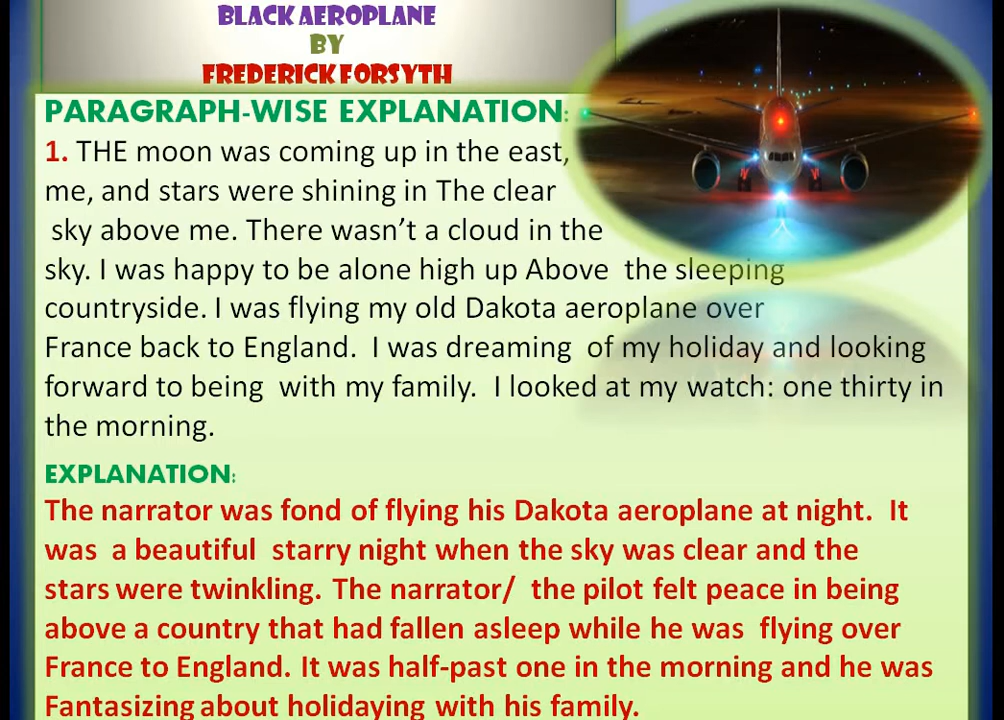 BLACK AEROPLANE
BY
FREDERICK FORSYTH
PARAGRAPH-WISE EXPLANATION:
1. THE moon was coming up in the east,
me, and stars were shining in The clear
sky above me. There wasn't a cloud in the
sky. I was happy to be alone high up Above the sleeping
countryside. I was flying my old Dakota aeroplane over
France back to England. I was dreaming of my holiday and looking
forward to being with my family. I looked at my watch: one thirty in
the morning.
EXPLANATION:
The narrator was fond of flying his Dakota aeroplane at night. It
was a beautiful starry night when the sky was clear and the
stars were twinkling. The narrator/ the pilot felt peace in being
above a country that had fallen asleep while he was flying over
France to England. It was half-past one in the morning and he was
Fantasizing about holidaying with his family.